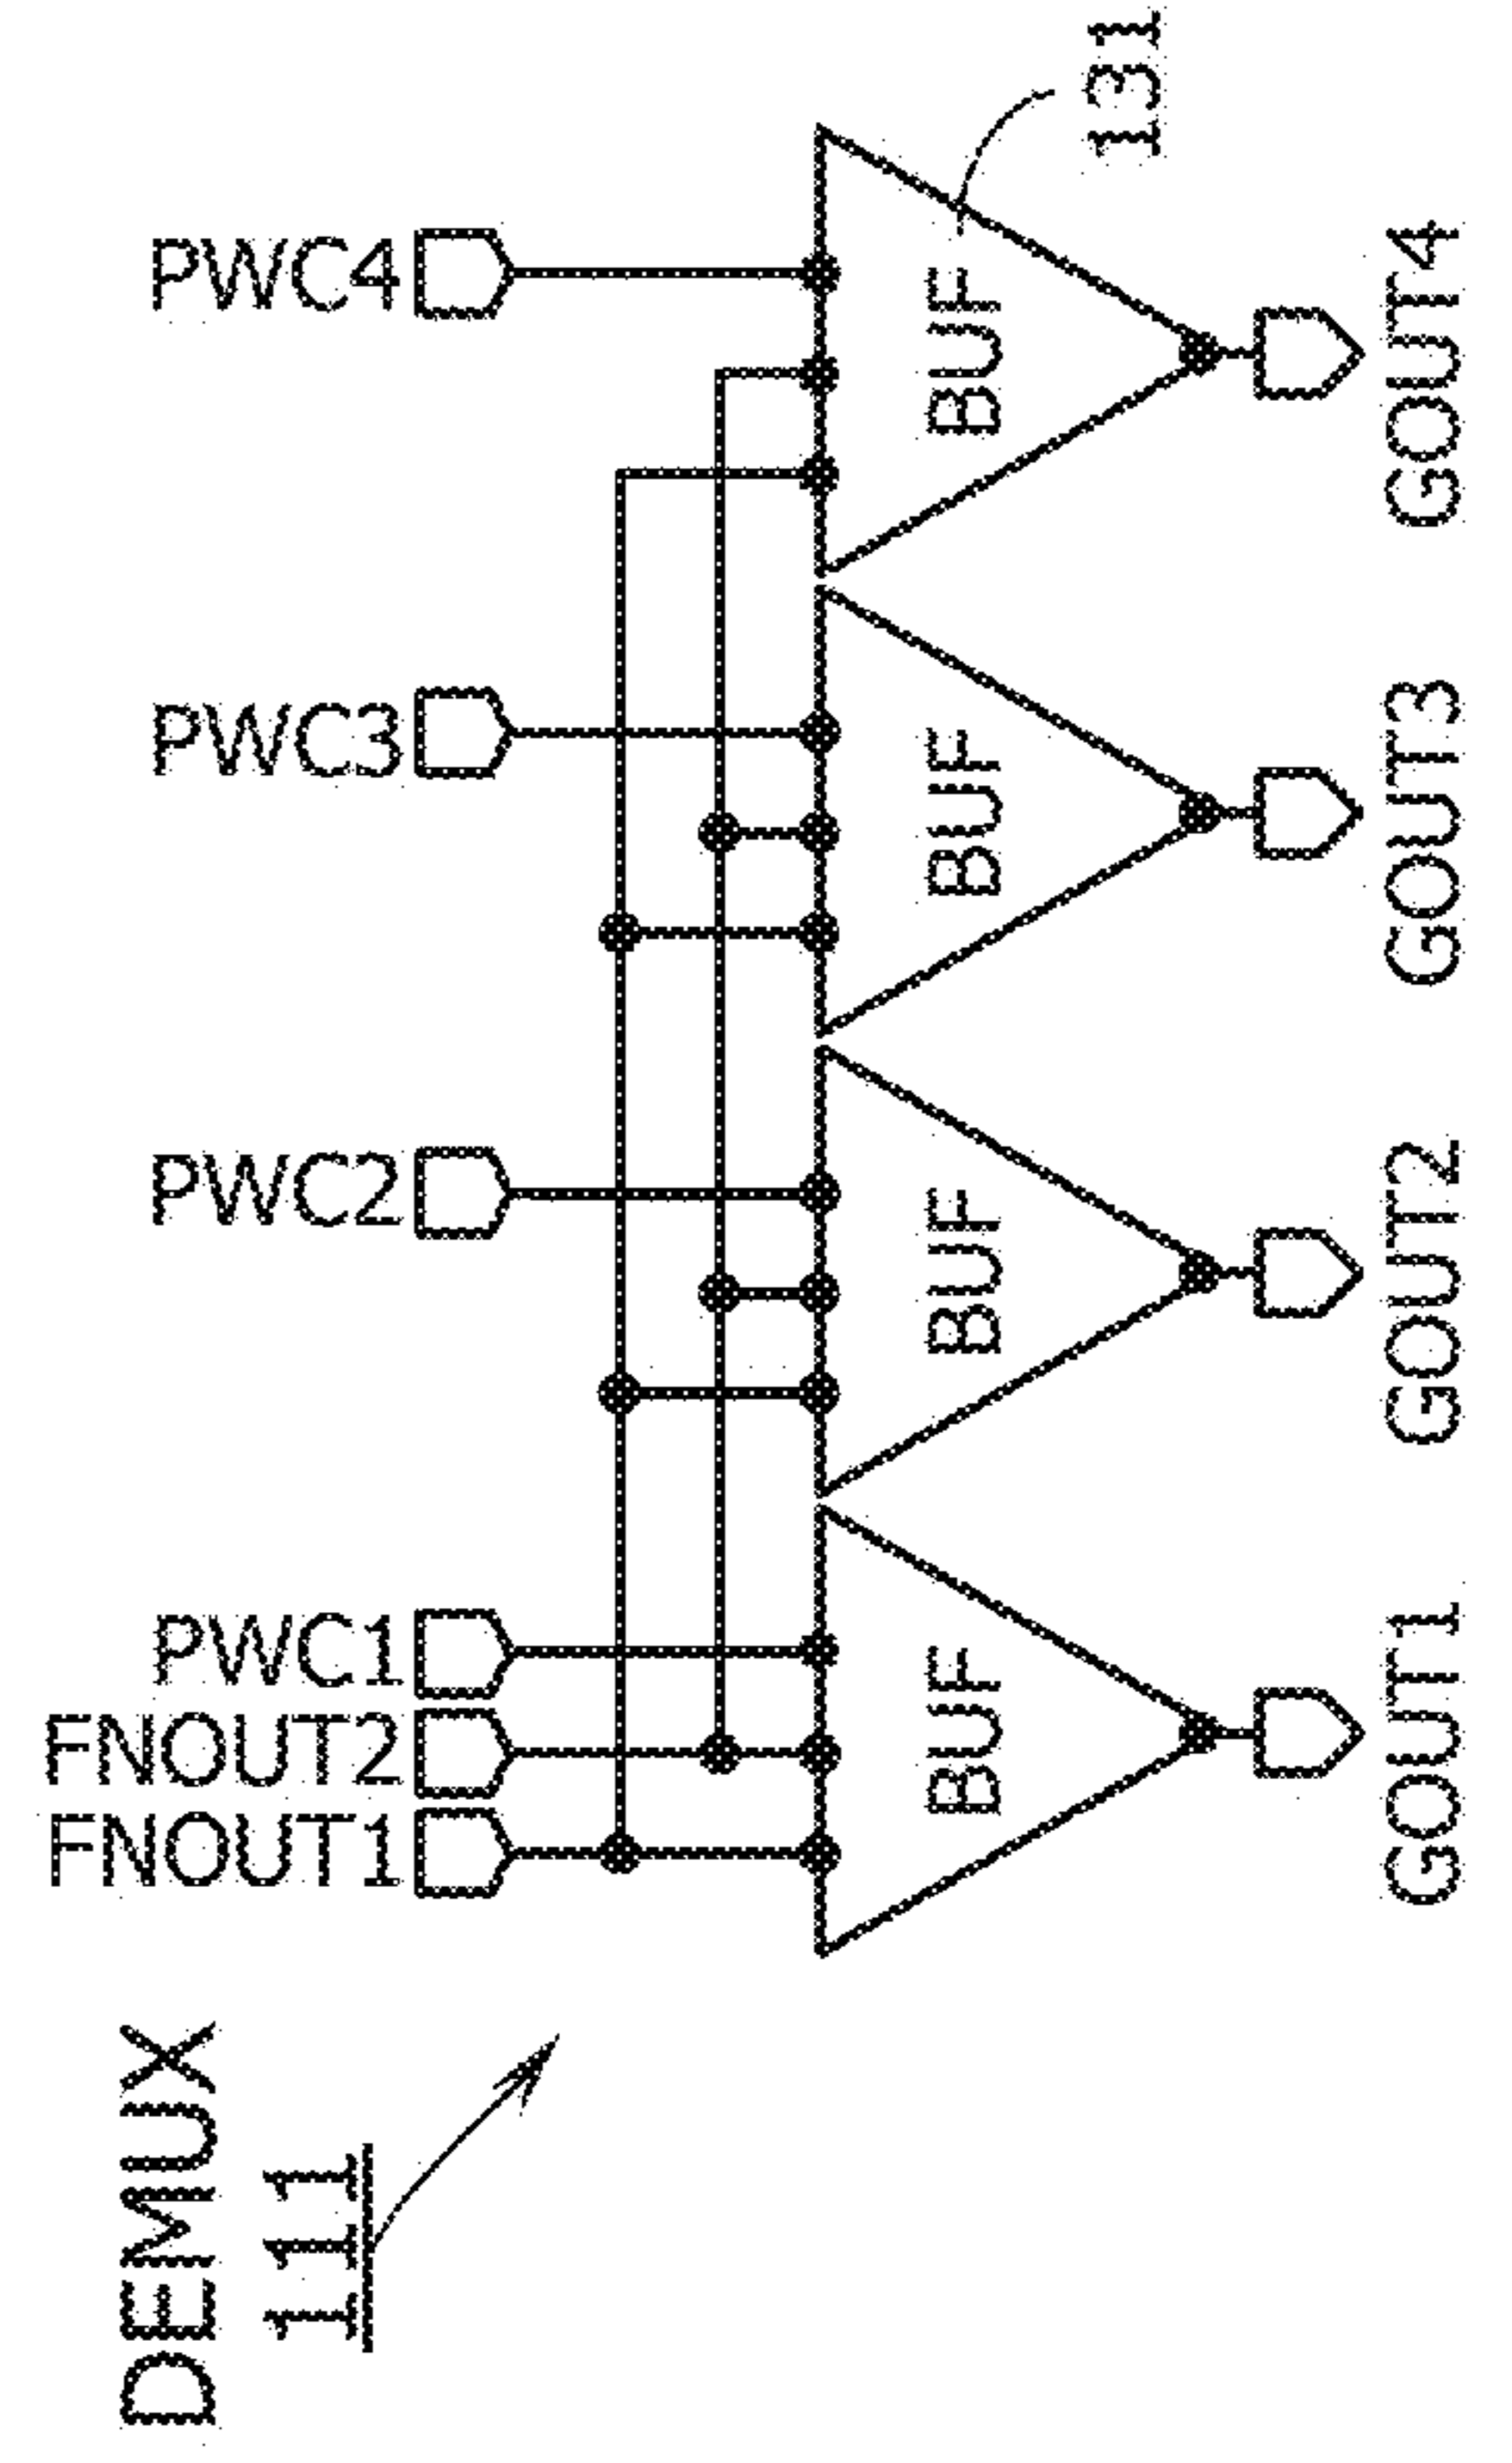 DEMUX
111
FNOUT1
FNOUT2
PWC1
PWC2
PWC3
PWC4
BUF
BUF
BUF
BUF
131
GOUT1
GOUT2
GOUT3
GOUT4